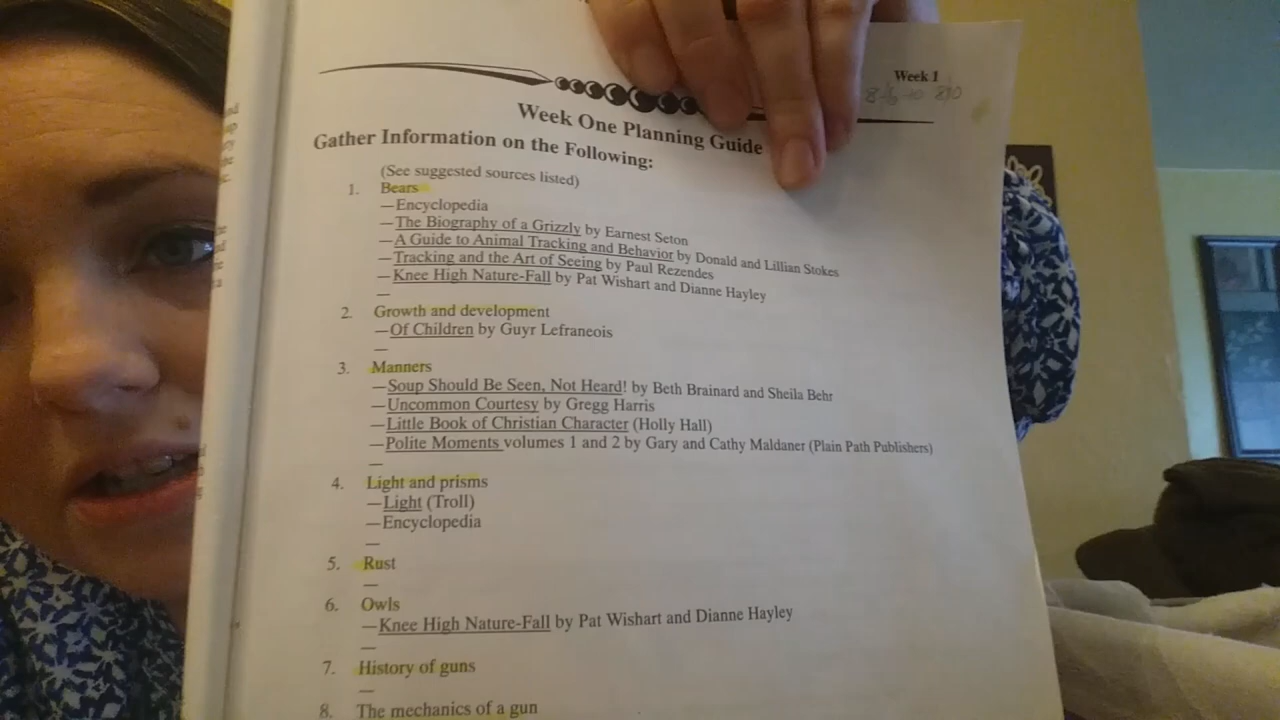 Week 1
Week One Planning Guide
Gather Information on the Following:
(See suggested sources listed)
1. Bears
—Encyclopedia
—The Biography of a Grizzly by Earnest Seton
—A Guide to Animal Tracking and Behavior by Donald and Lillian Stokes
—Tracking and the Art of Seeing by Paul Rezendes
—Knee High Nature-Fall by Pat Wishart and Dianne Hayley
—
2. Growth and development
—Of Children by Guyr Lefraneois
—
3. Manners
—Soup Should Be Seen, Not Heard! by Beth Brainard and Sheila Behr
—Uncommon Courtesy by Gregg Harris
—Little Book of Christian Character (Holly Hall)
—Polite Moments volumes 1 and 2 by Gary and Cathy Maldaner (Plain Path Publishers)
—
4. Light and prisms
—Light (Troll)
—Encyclopedia
—
5. Rust
—
6. Owls
—Knee High Nature-Fall by Pat Wishart and Dianne Hayley
—
7. History of guns
—
8. The mechanics of a gun